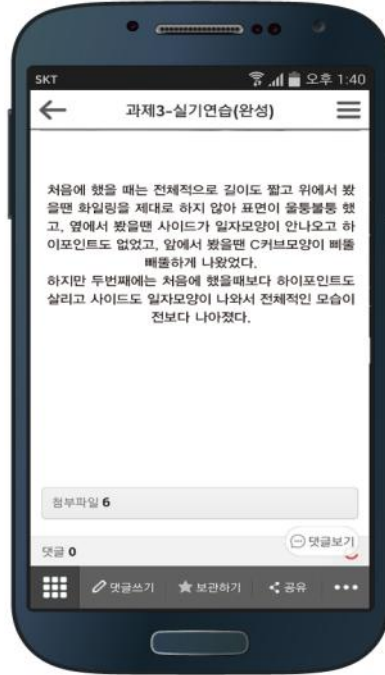 SKT 오후 1:40
과제3-실기연습(완성)
처음에 했을 때는 전체적으로 길이도 짧고 위에서 봤
을땐 화일링을 제대로 하지 않아 표면이 울퉁불퉁 했
고, 옆에서 봤을땐 사이드가 일자모양이 안나오고 하
이포인트도 없었고, 앞에서 봤을땐 C커브모양이 삐뚤
빼뚤하게 나왔었다.
하지만 두번째에는 처음에 했을때보다 하이포인트도
살리고 사이드도 일자모양이 나와서 전체적인 모습이
전보다 나아졌다.
첨부파일 6
댓글 0
댓글보기
댓글쓰기 보관하기 공유